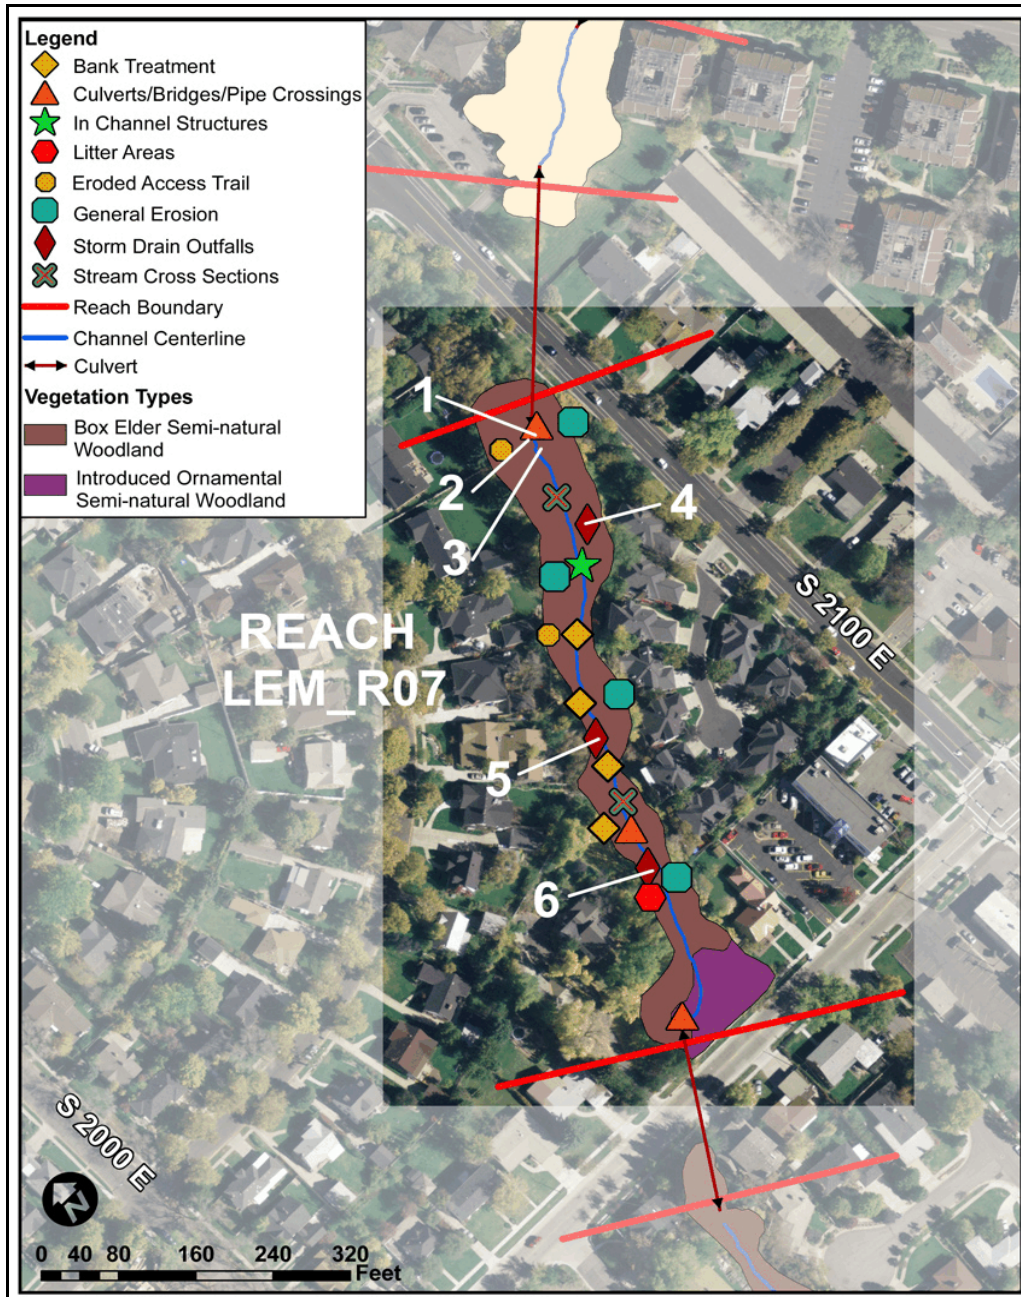 Legend
Bank Treatment
Culverts/Bridges/Pipe Crossings
In Channel Structures
Litter Areas
Eroded Access Trail
General Erosion
Storm Drain Outfalls
Stream Cross Sections
Reach Boundary
Channel Centerline
Culvert
Vegetation Types
Box Elder Semi-natural
Woodland
Introduced Ornamental
Semi-natural Woodland
1
2
3
4
REACH
LEM_R07
S 2100 E
5
6
S 2000 E
N
0 40 80 160 240 320
Feet